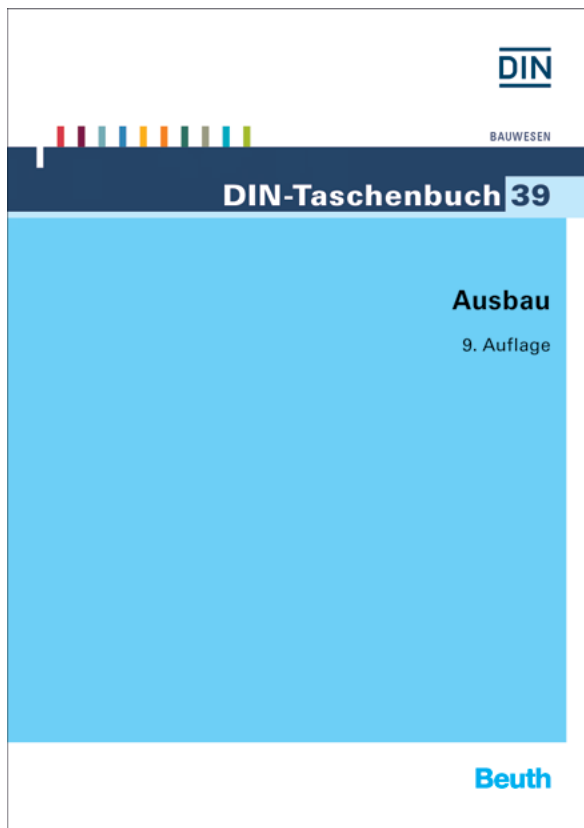 DIN
BAUWESEN
DIN-Taschenbuch 39
Ausbau
9. Auflage
Beuth